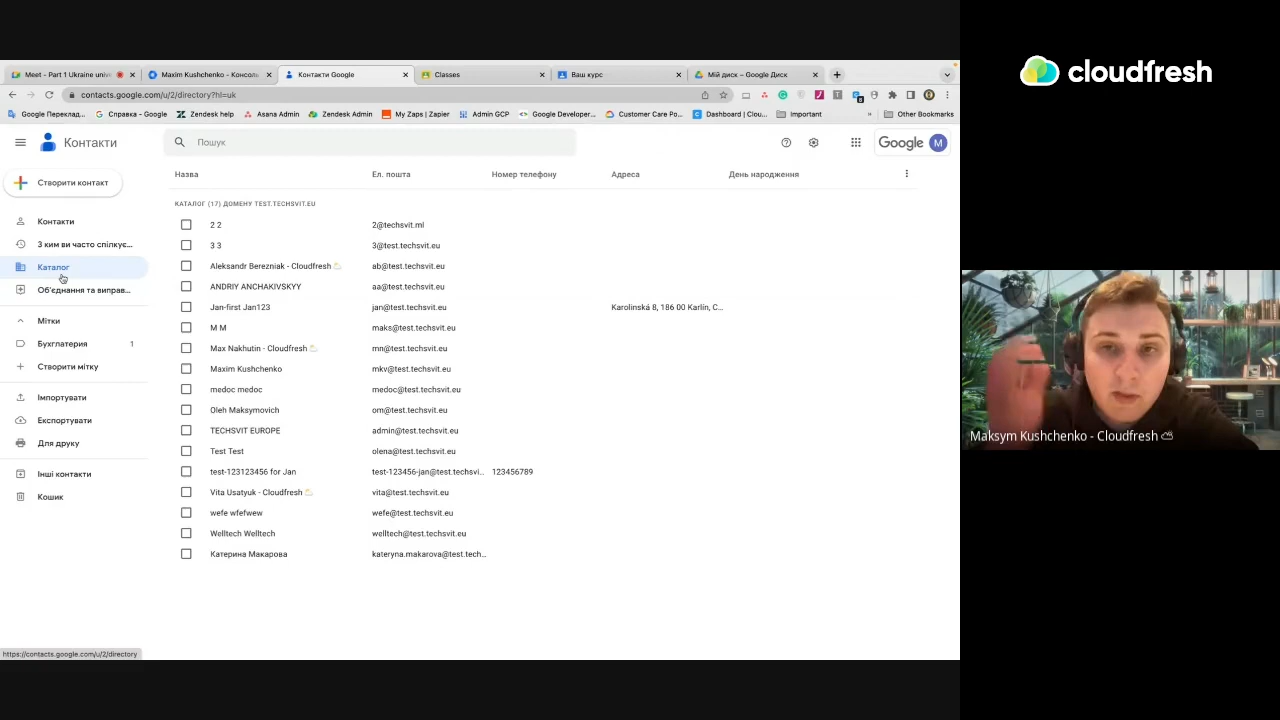 cloudfresh
Meet - Part 1 Ukraine univ
Maxim Kushchenko - Консоль
Контакти Google
Classes
Ваш курс
Мій диск – Google Диск
contacts.google.com/u/2/directory?hl=uk
Google Переклад...
Справка - Google
Zendesk help
Asana Admin
Zendesk Admin
My Zaps | Zapier
Admin GCP
Google Developer...
Customer Care Po...
Dashboard | Clou...
Important
Other Bookmarks
Контакти
Пошук
Google M
Створити контакт
Назва Ел. пошта Номер телефону Адреса День народження
КАТАЛОГ (17) ДОМЕНУ TEST.TECHSVIT.EU
Контакти
З ким ви часто спілкує...
Каталог
Об'єднання та виправ...
Мітки
Бухглатерия 1
Створити мітку
Імпортувати
Експортувати
Для друку
Інші контакти
Кошик
2 2 2@techsvit.ml
3 3 3@test.techsvit.eu
Aleksandr Berezniak - Cloudfresh ab@test.techsvit.eu
ANDRIY ANCHAKIVSKYY aa@test.techsvit.eu
Jan-first Jan123 jan@test.techsvit.eu Karolinská 8, 186 00 Karlín, C...
M M maks@test.techsvit.eu
Max Nakhutin - Cloudfresh mn@test.techsvit.eu
Maxim Kushchenko mkv@test.techsvit.eu
medoc medoc medoc@test.techsvit.eu
Oleh Maksymovich om@test.techsvit.eu
TECHSVIT EUROPE admin@test.techsvit.eu
Test Test olena@test.techsvit.eu
test-123123456 for Jan test-123456-jan@test.techsvi... 123456789
Vita Usatyuk - Cloudfresh vita@test.techsvit.eu
wefe wfefwew wefe@test.techsvit.eu
Welltech Welltech welltech@test.techsvit.eu
Катерина Макарова kateryna.makarova@test.tech...
https://contacts.google.com/u/2/directory
Maksym Kushchenko - Cloudfresh